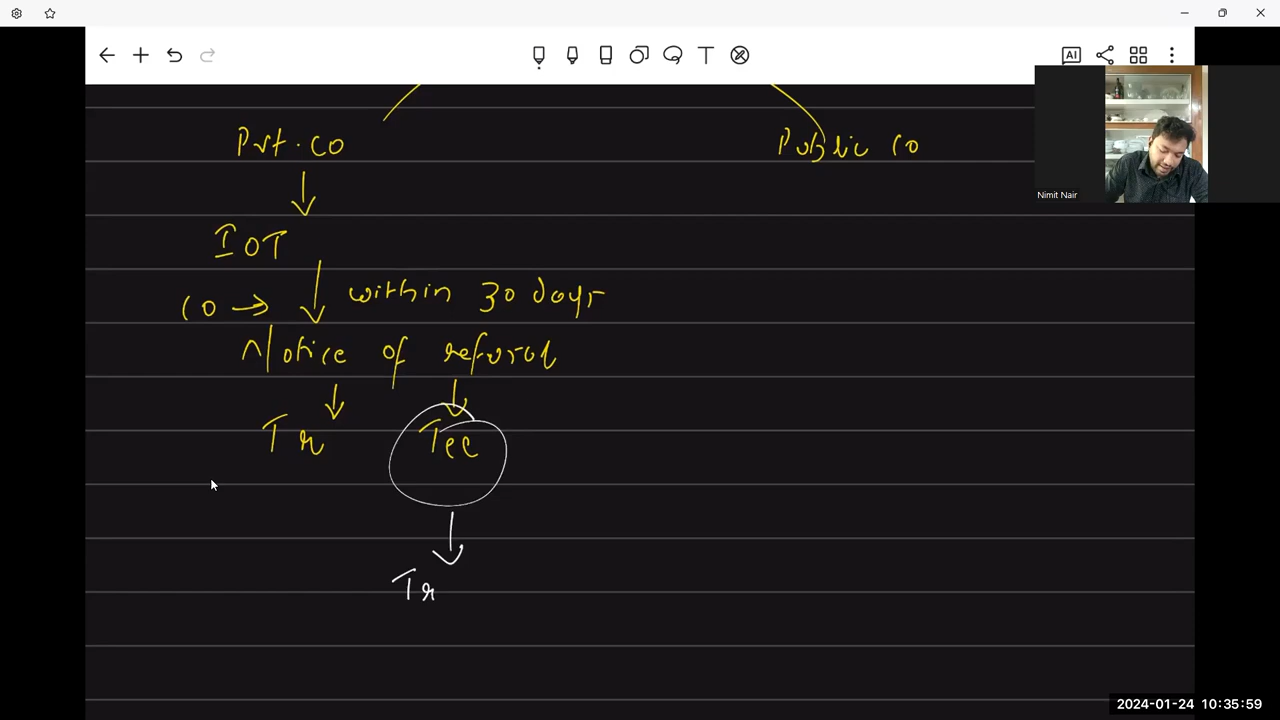 AI
Pvt. co
Public co
Nimit Nair
IOT
within 30 days
co →
Notice of refusal
Tr
Tee
Tr
2024-01-24 10:35:59